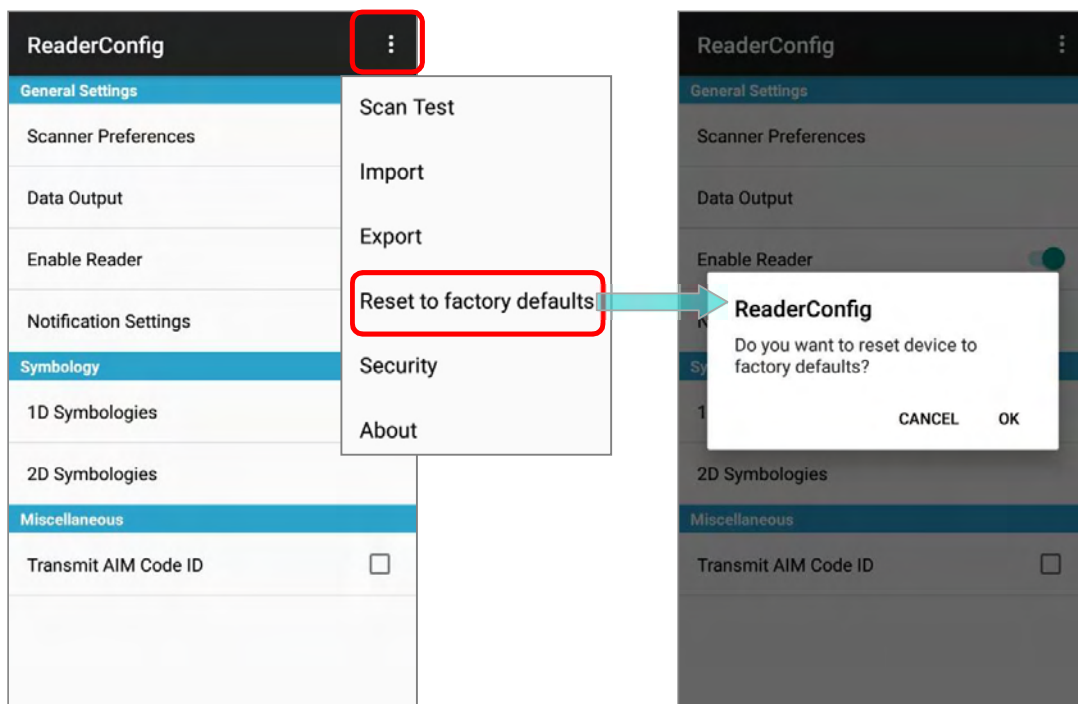 ReaderConfig
General Settings
Scanner Preferences
Data Output
Enable Reader
Notification Settings
Symbology
1D Symbologies
2D Symbologies
Miscellaneous
Transmit AIM Code ID
Scan Test
Import
Export
Reset to factory defaults
Security
About
ReaderConfig
General Settings
Scanner Preferences
Data Output
Enable Reader
ReaderConfig
Do you want to reset device to
factory defaults?
CANCEL OK
2D Symbologies
Miscellaneous
Transmit AIM Code ID